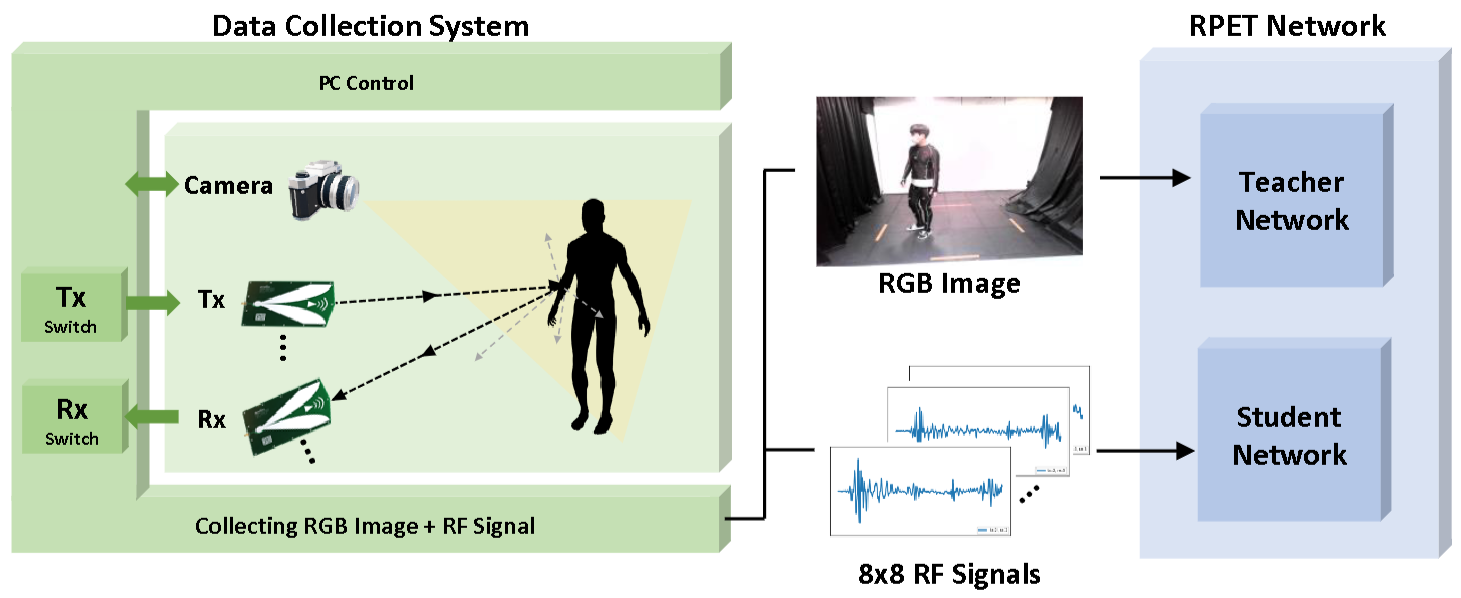 Data Collection System
RPET Network
PC Control
Camera
Tx
Switch
Tx
Rx
Switch
Rx
Collecting RGB Image + RF Signal
RGB Image
8x8 RF Signals
Teacher
Network
Student
Network